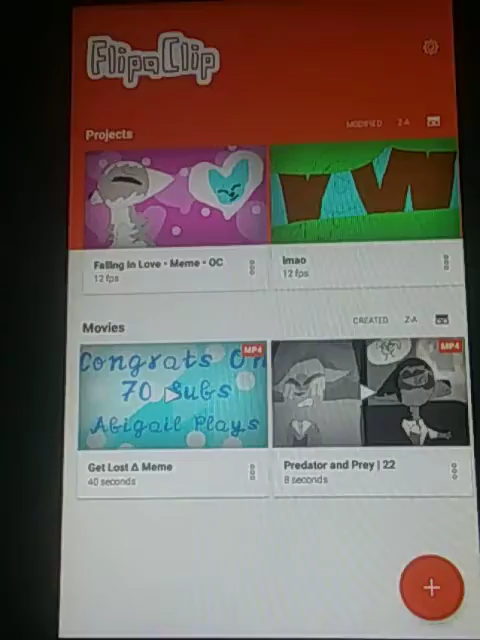 FlipaClip
MODIFIED Z-A
Projects
Falling In Love • Meme • OC
12 fps
lmao
12 fps
CREATED Z-A
Movies
Congrats On
70 Subs
Abigail Plays
MP4
MP4
Get Lost Δ Meme
40 seconds
Predator and Prey | 22
8 seconds